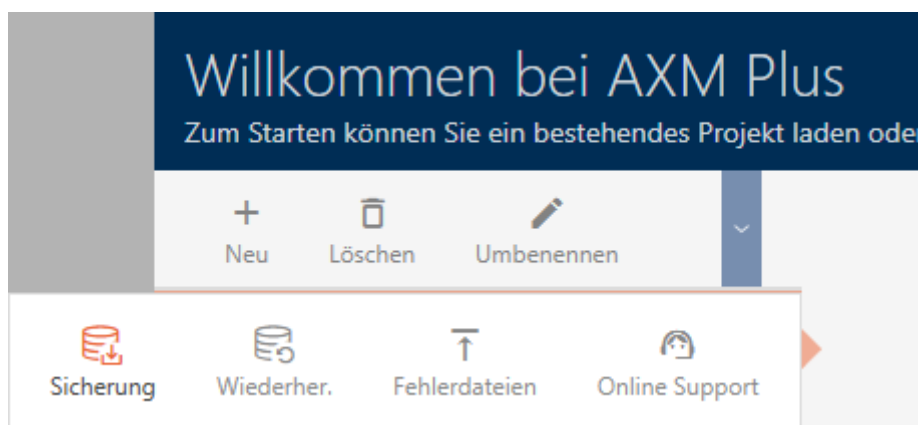 Willkommen bei AXM Plus
Zum Starten können Sie ein bestehendes Projekt laden oder
Neu Löschen Umbenennen
Sicherung Wiederher. Fehlerdateien Online Support